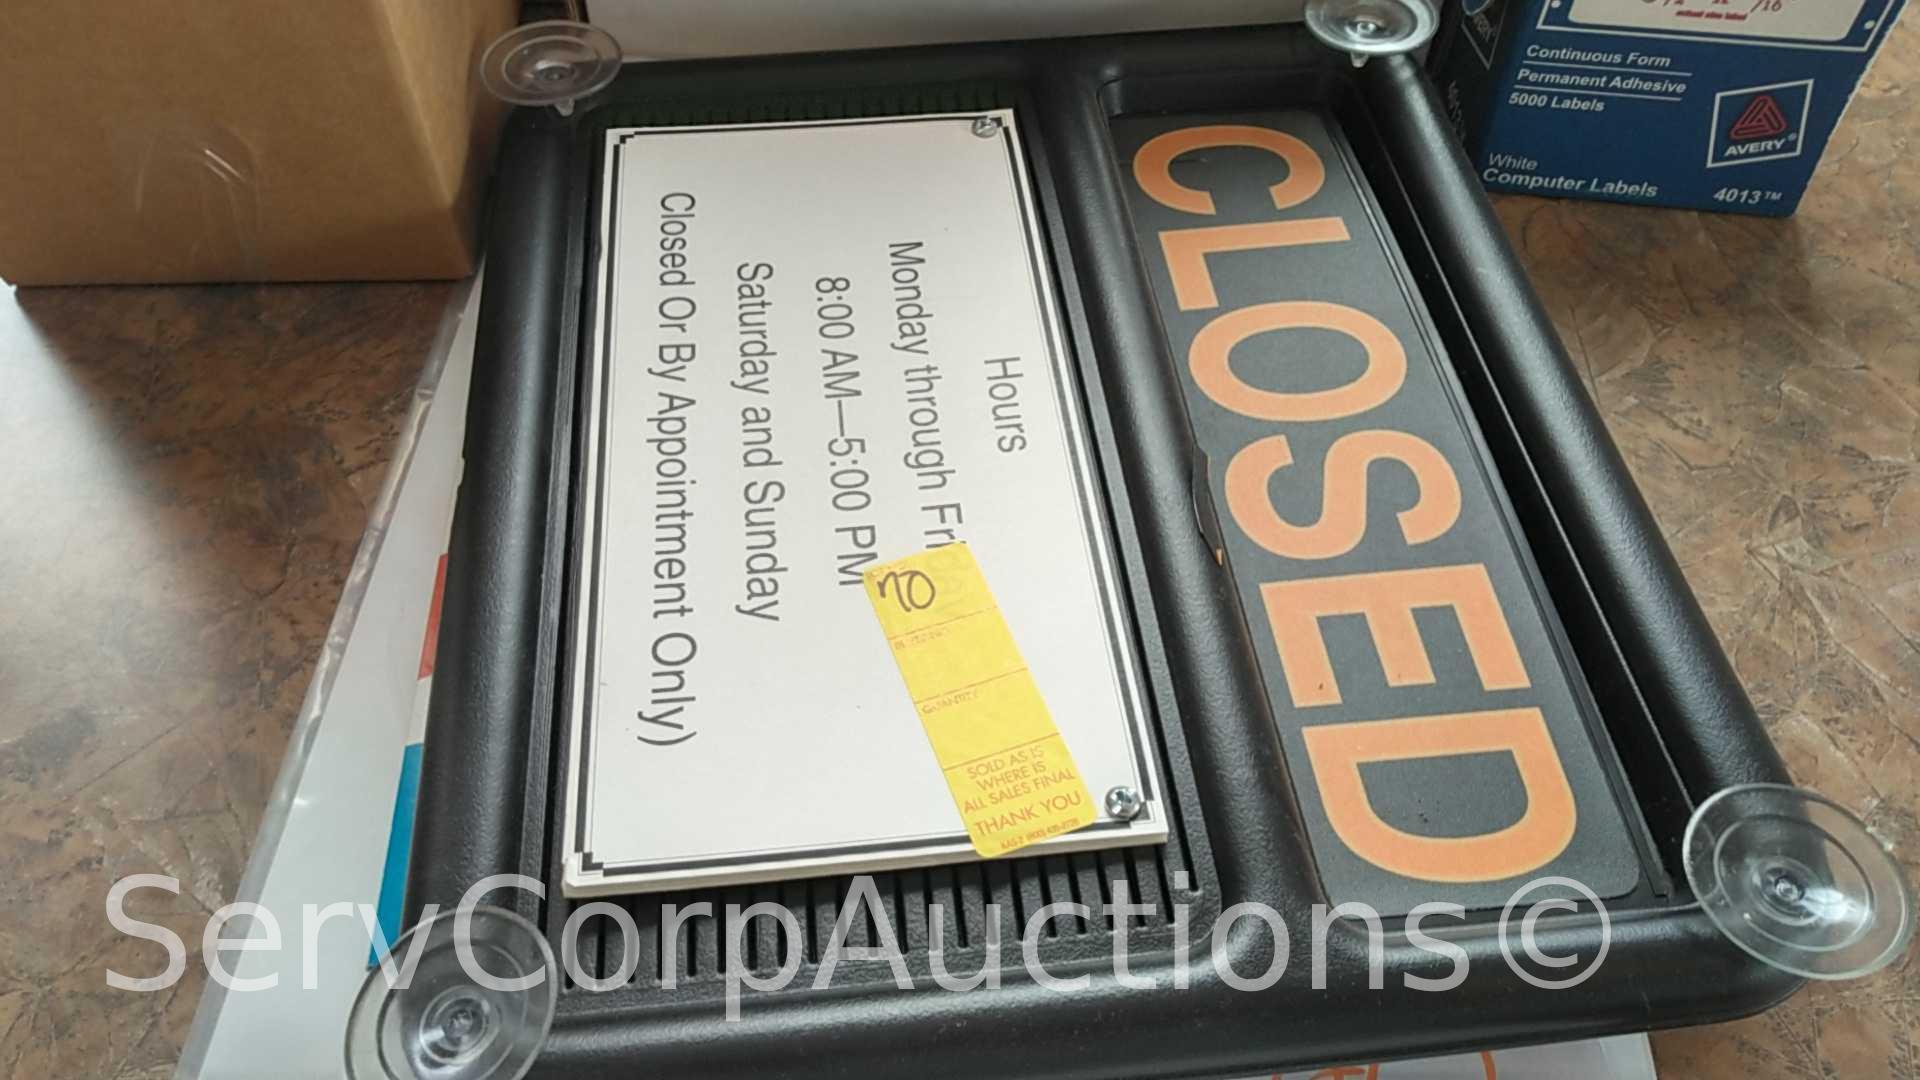 CLOSED
Hours
Monday through Fri
8:00 AM—5:00 PM
Saturday and Sunday
Closed Or By Appointment Only)
70
QUANTITY
SOLD AS IS
WHERE IS
ALL SALES FINAL
THANK YOU
Continuous Form
Permanent Adhesive
5000 Labels
AVERY®
White
Computer Labels
4013™
ServCorpAuctions©